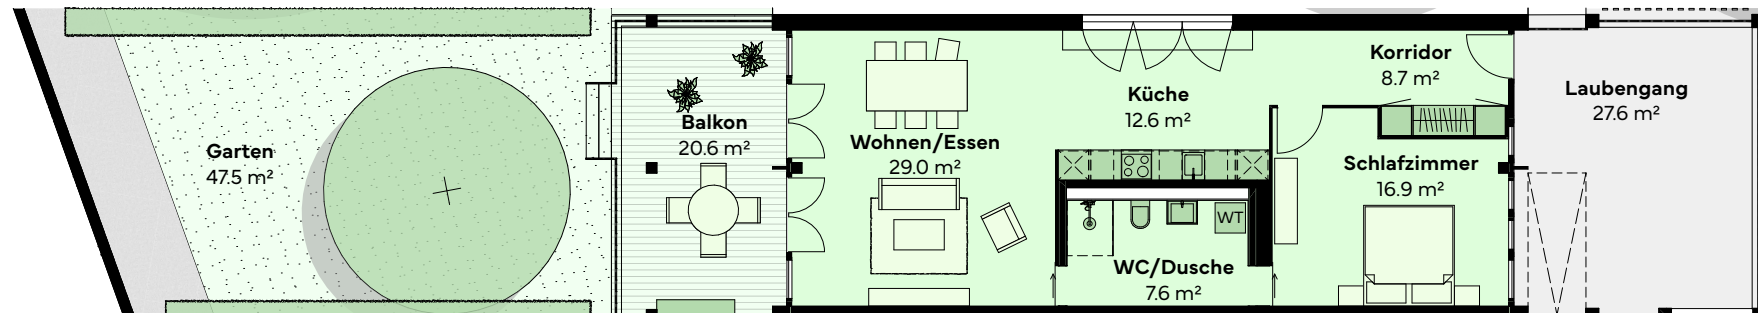 Garten
47.5 m²
Balkon
20.6 m²
Wohnen/Essen
29.0 m²
Küche
12.6 m²
WT
WC/Dusche
7.6 m²
Korridor
8.7 m²
Schlafzimmer
16.9 m²
Laubengang
27.6 m²